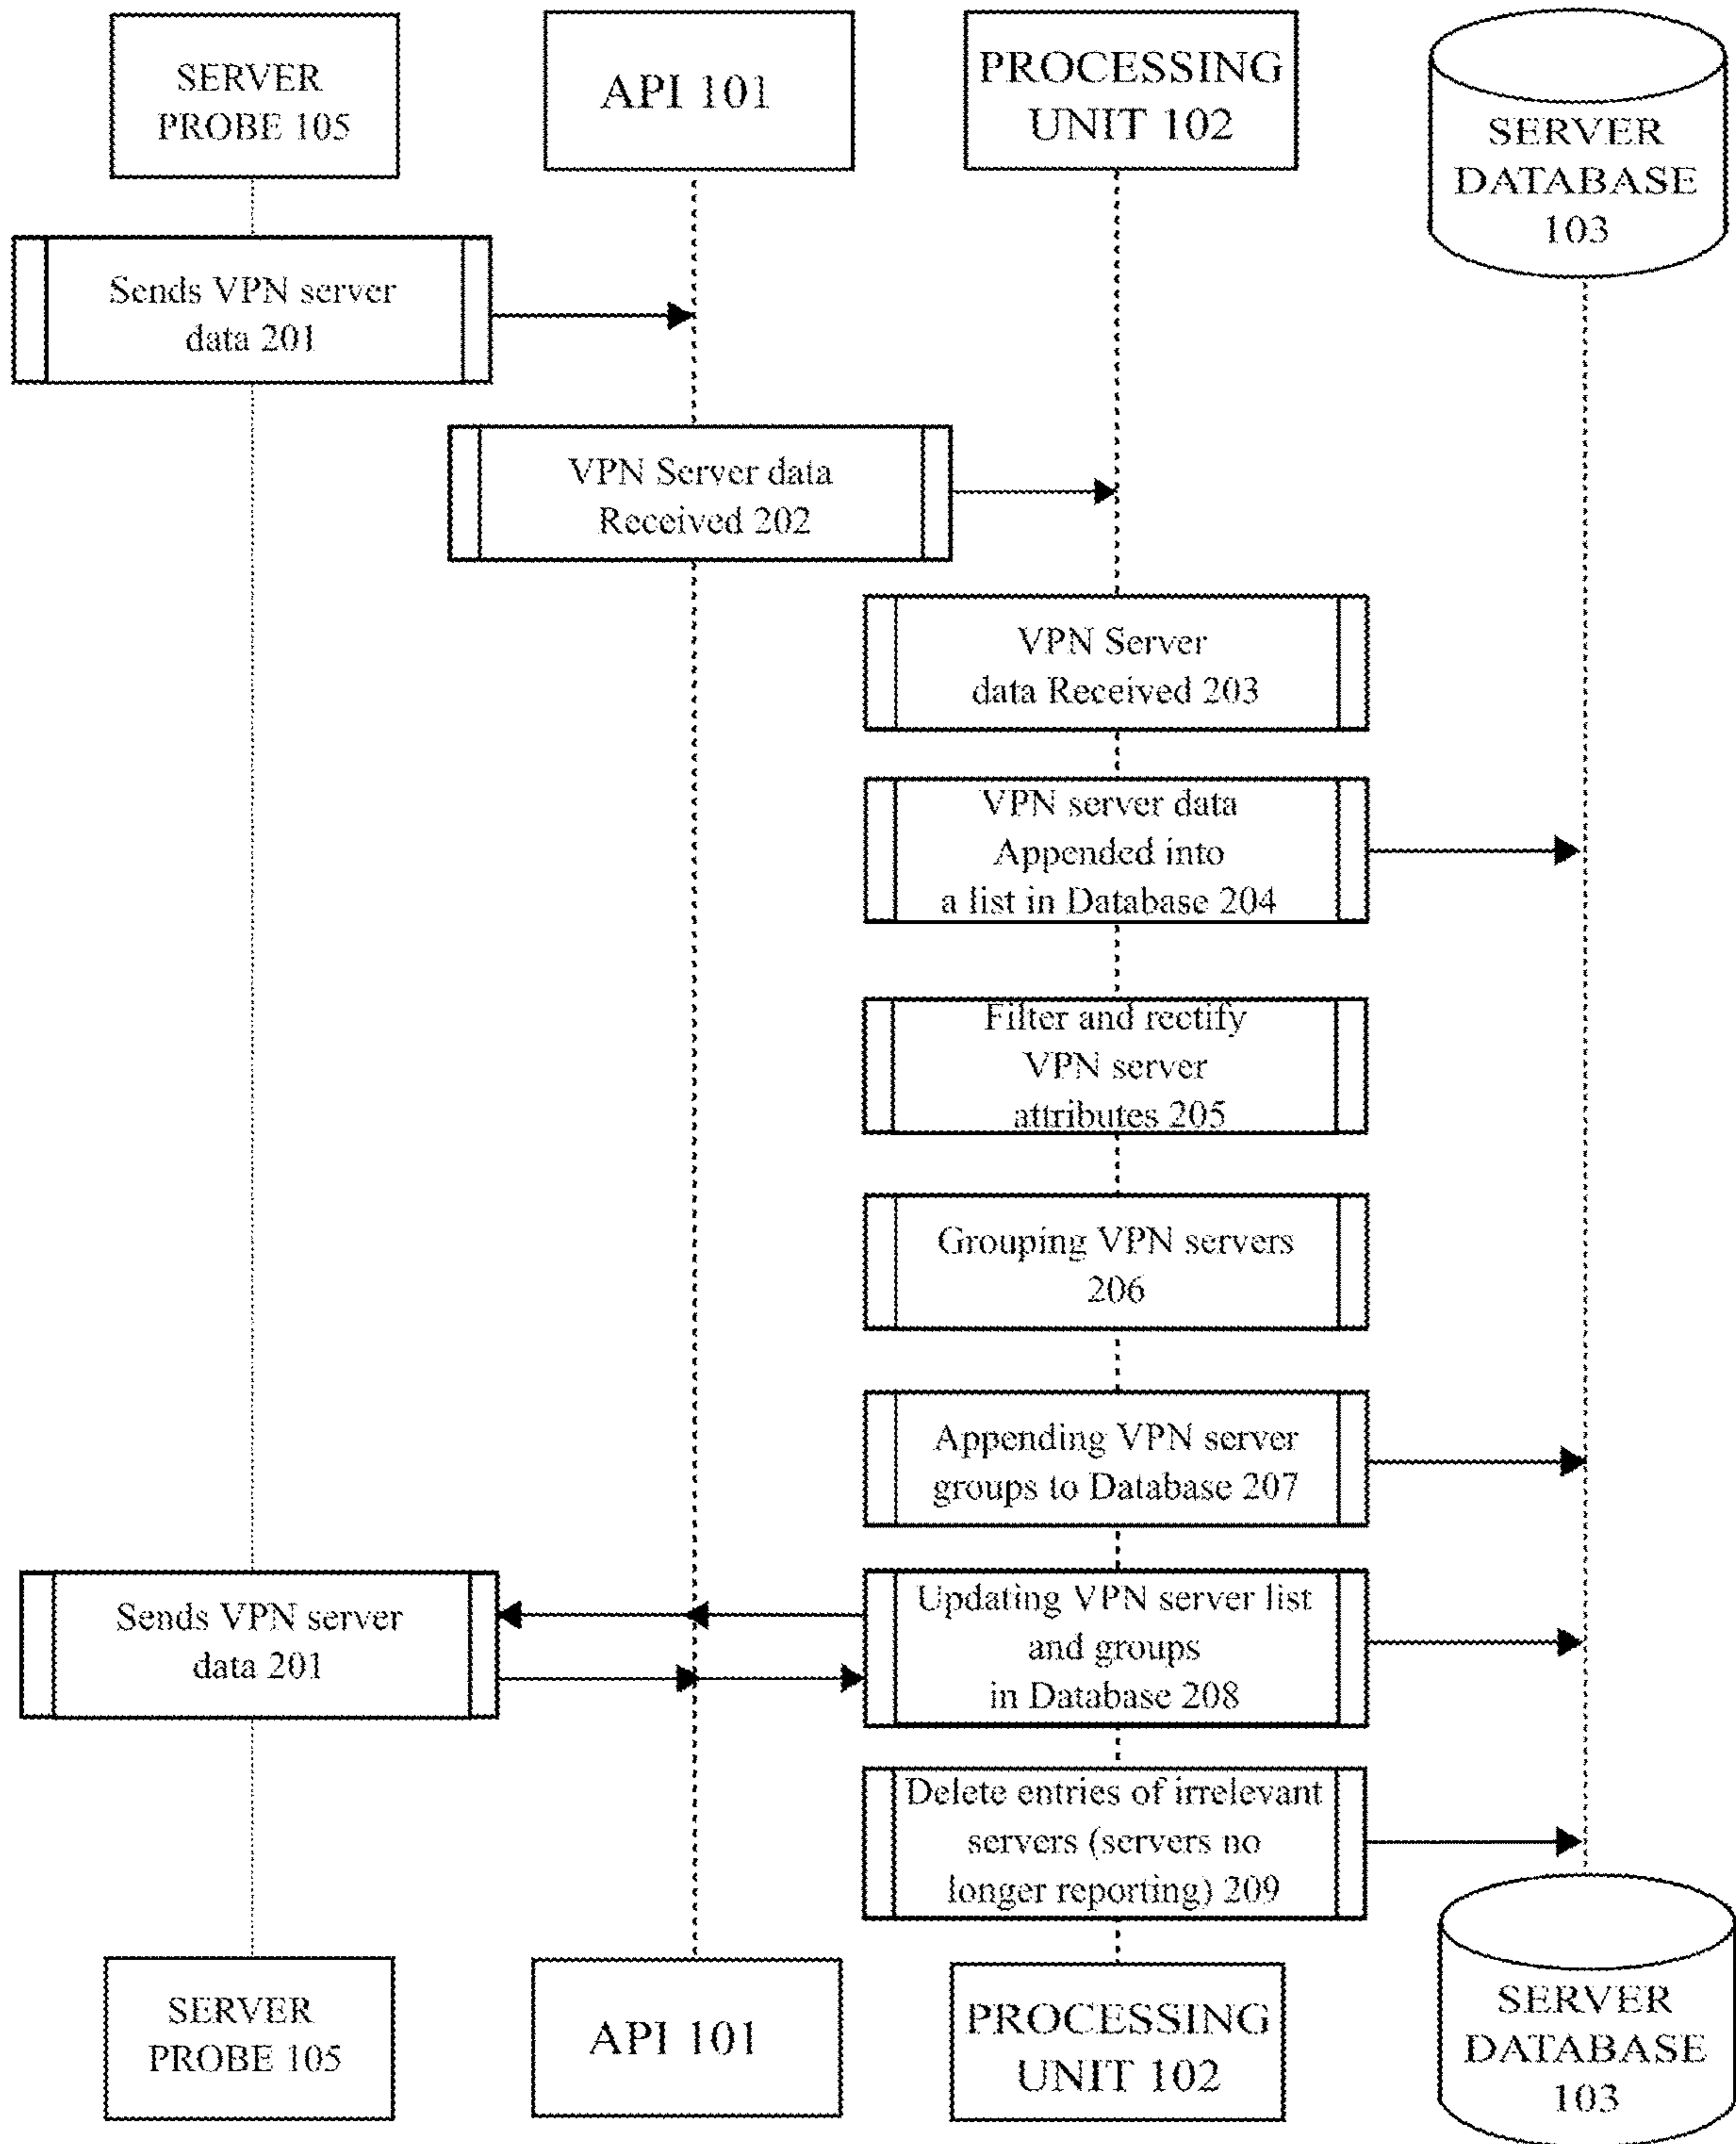 SERVER
PROBE 105
API 101
PROCESSING
UNIT 102
SERVER
DATABASE
103
Sends VPN server
data 201
VPN Server data
Received 202
VPN Server
data Received 203
VPN server data
Appended into
a list in Database 204
Filter and rectify
VPN server
attributes 205
Grouping VPN servers
206
Appending VPN server
groups to Database 207
Sends VPN server
data 201
Updating VPN server list
and groups
in Database 208
Delete entries of irrelevant
servers (servers no
longer reporting) 209
SERVER
PROBE 105
API 101
PROCESSING
UNIT 102
SERVER
DATABASE
103